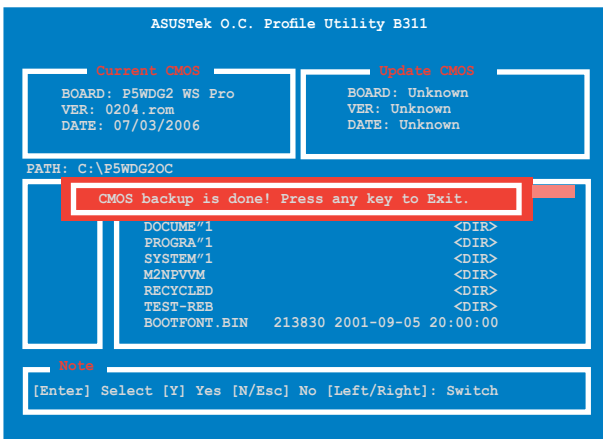 ASUSTek O.C. Profile Utility B311
Current CMOS
BOARD: P5WDG2 WS Pro
VER: 0204.rom
DATE: 07/03/2006
Update CMOS
BOARD: Unknown
VER: Unknown
DATE: Unknown
PATH: C:\P5WDG2OC
CMOS backup is done! Press any key to Exit.
DOCUME″1 <DIR>
PROGRA″1 <DIR>
SYSTEM″1 <DIR>
M2NPVVM <DIR>
RECYCLED <DIR>
TEST-REB <DIR>
BOOTFONT.BIN 213830 2001-09-05 20:00:00
Note
[Enter] Select [Y] Yes [N/Esc] No [Left/Right]: Switch